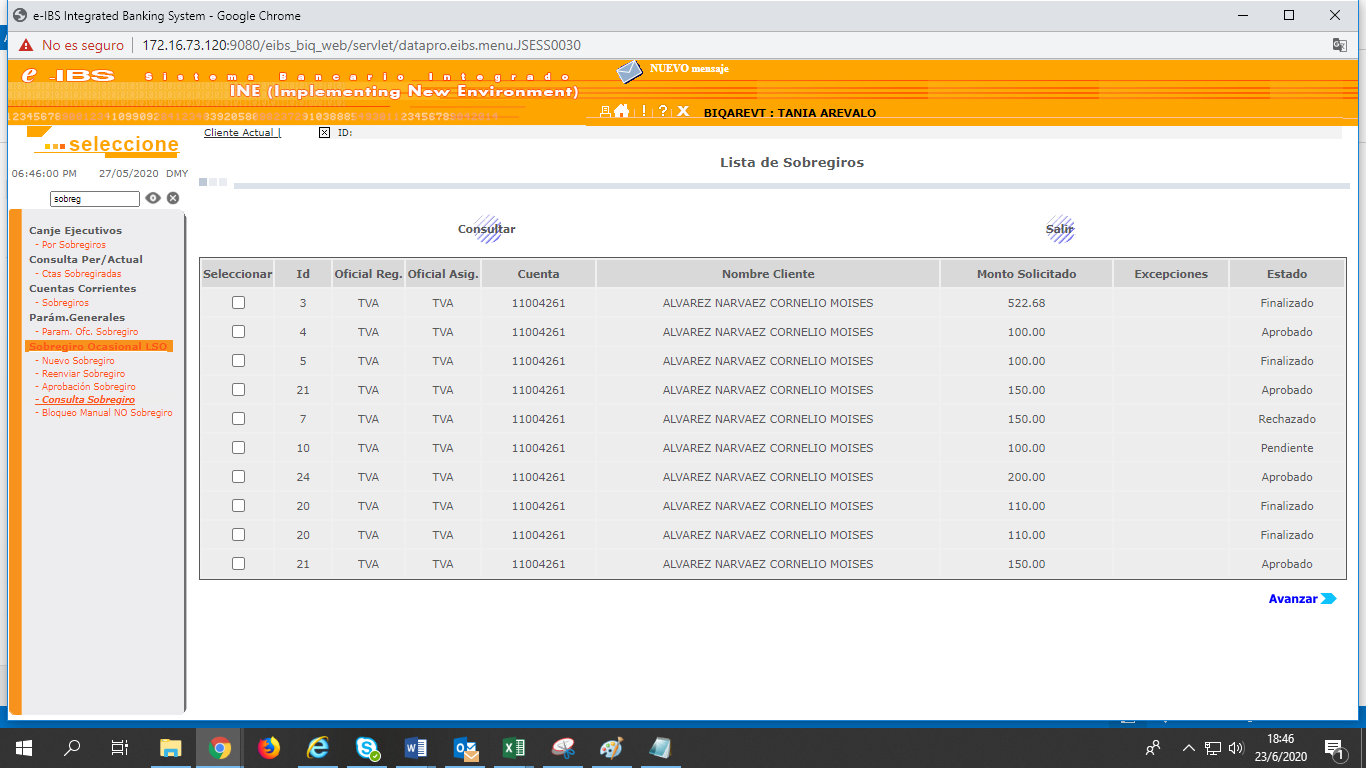 e-IBS Integrated Banking System - Google Chrome
No es seguro | 172.16.73.120:9080/eibs_biq_web/servlet/datapro.eibs.menu.JSESS0030
e-IBS Sistema Bancario Integrado
INE (Implementing New Environment)
NUEVO mensaje
BIQAREVT : TANIA AREVALO
...seleccione
06:46:00 PM 27/05/2020 DMY
sobreg
Canje Ejecutivos
- Por Sobregiros
Consulta Per/Actual
- Ctas Sobregiradas
Cuentas Corrientes
- Sobregiros
Parám.Generales
- Param. Ofc. Sobregiro
Sobregiro Ocasional LSO
- Nuevo Sobregiro
- Reenviar Sobregiro
- Aprobación Sobregiro
- Consulta Sobregiro
- Bloqueo Manual NO Sobregiro
Cliente Actual | ID:
Lista de Sobregiros
Consultar Salir
Seleccionar Id Oficial Reg. Oficial Asig. Cuenta Nombre Cliente Monto Solicitado Excepciones Estado
3 TVA TVA 11004261 ALVAREZ NARVAEZ CORNELIO MOISES 522.68 Finalizado
4 TVA TVA 11004261 ALVAREZ NARVAEZ CORNELIO MOISES 100.00 Aprobado
5 TVA TVA 11004261 ALVAREZ NARVAEZ CORNELIO MOISES 100.00 Finalizado
21 TVA TVA 11004261 ALVAREZ NARVAEZ CORNELIO MOISES 150.00 Aprobado
7 TVA TVA 11004261 ALVAREZ NARVAEZ CORNELIO MOISES 150.00 Rechazado
10 TVA TVA 11004261 ALVAREZ NARVAEZ CORNELIO MOISES 100.00 Pendiente
24 TVA TVA 11004261 ALVAREZ NARVAEZ CORNELIO MOISES 200.00 Aprobado
20 TVA TVA 11004261 ALVAREZ NARVAEZ CORNELIO MOISES 110.00 Finalizado
20 TVA TVA 11004261 ALVAREZ NARVAEZ CORNELIO MOISES 110.00 Finalizado
21 TVA TVA 11004261 ALVAREZ NARVAEZ CORNELIO MOISES 150.00 Aprobado
Avanzar
18:46
23/6/2020
1